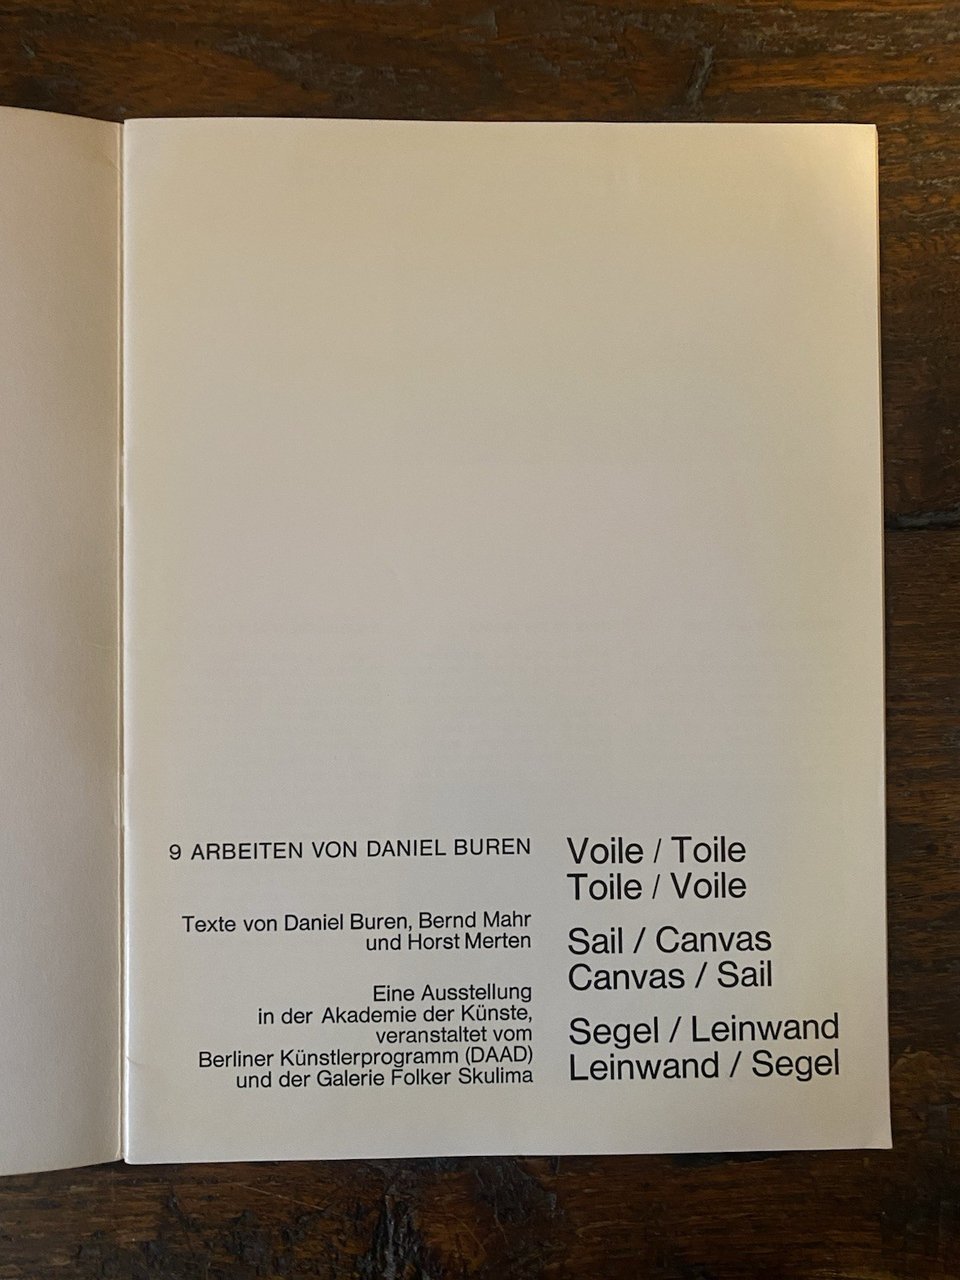 9 ARBEITEN VON DANIEL BUREN
Texte von Daniel Buren, Bernd Mahr
und Horst Merten
Eine Ausstellung
in der Akademie der Künste,
veranstaltet vom
Berliner Künstlerprogramm (DAAD)
und der Galerie Folker Skulima
Voile / Toile
Toile / Voile
Sail / Canvas
Canvas / Sail
Segel / Leinwand
Leinwand / Segel